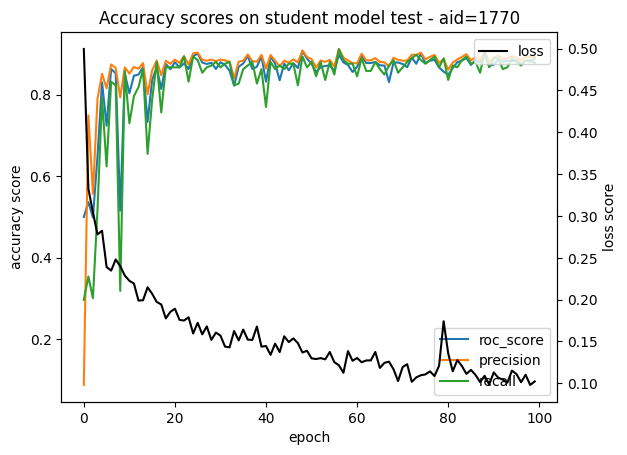 Accuracy scores on student model test - aid=1770
loss
0.50
0.45
0.40
0.35
0.30
0.25
0.20
0.15
0.10
loss score
0.8
0.6
0.4
0.2
accuracy score
roc_score
precision
recall
0
20
40
60
80
100
epoch